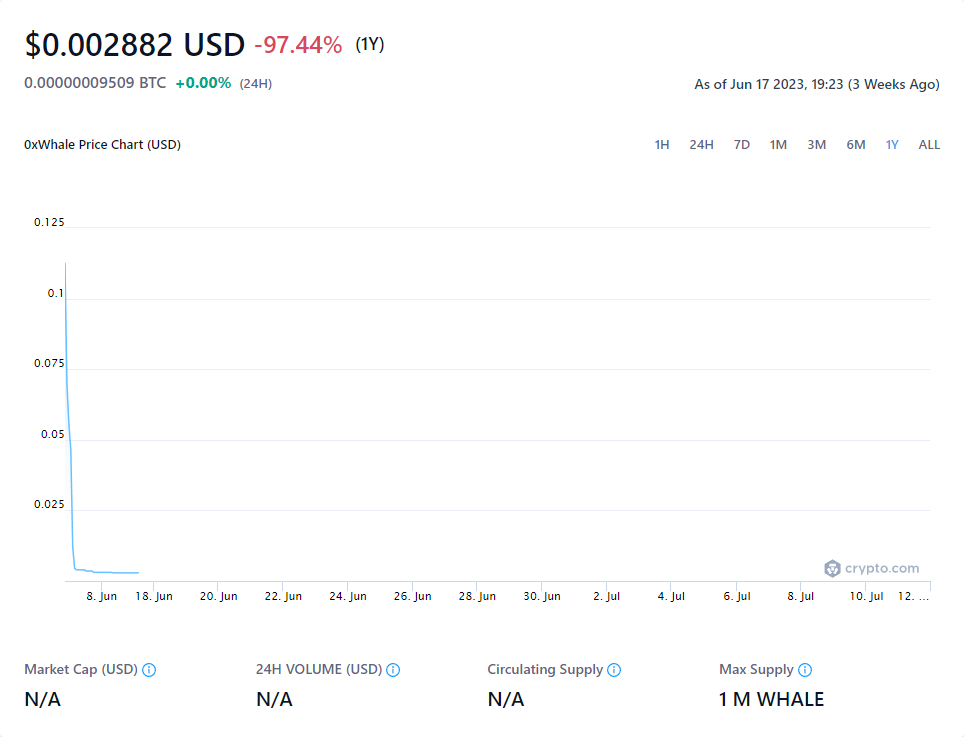 $0.002882 USD -97.44% (1Y)
0.00000009509 BTC +0.00% (24H)
As of Jun 17 2023, 19:23 (3 Weeks Ago)
0xWhale Price Chart (USD)
1H 24H 7D 1M 3M 6M 1Y ALL
0.125
0.1
0.075
0.05
0.025
crypto.com
8. Jun 18. Jun 20. Jun 22. Jun 24. Jun 26. Jun 28. Jun 30. Jun 2. Jul 4. Jul 6. Jul 8. Jul 10. Jul 12. ...
Market Cap (USD) 24H VOLUME (USD) Circulating Supply Max Supply
N/A N/A N/A 1 M WHALE